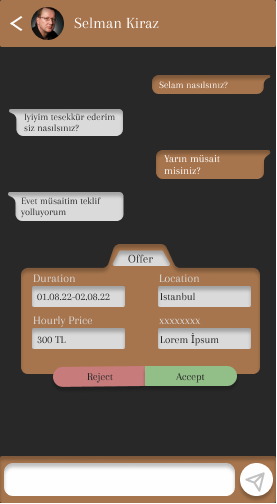 Selman Kiraz
Selam nasılsınız?
Iyiyim tesekkür ederim
siz nasılsınız?
Yarın müsait
misiniz?
Evet müsaitim teklif
yolluyorum
Offer
Duration
Location
01.08.22-02.08.22
Istanbul
Hourly Price
xxxxxxxx
300 TL
Lorem İpsum
Reject
Accept